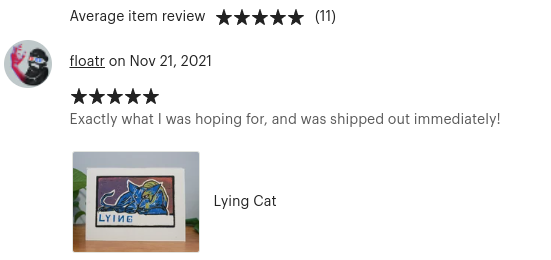 Average item review ★★★★★ (11)
floatr on Nov 21, 2021
★★★★★
Exactly what I was hoping for, and was shipped out immediately!
LYING
Lying Cat